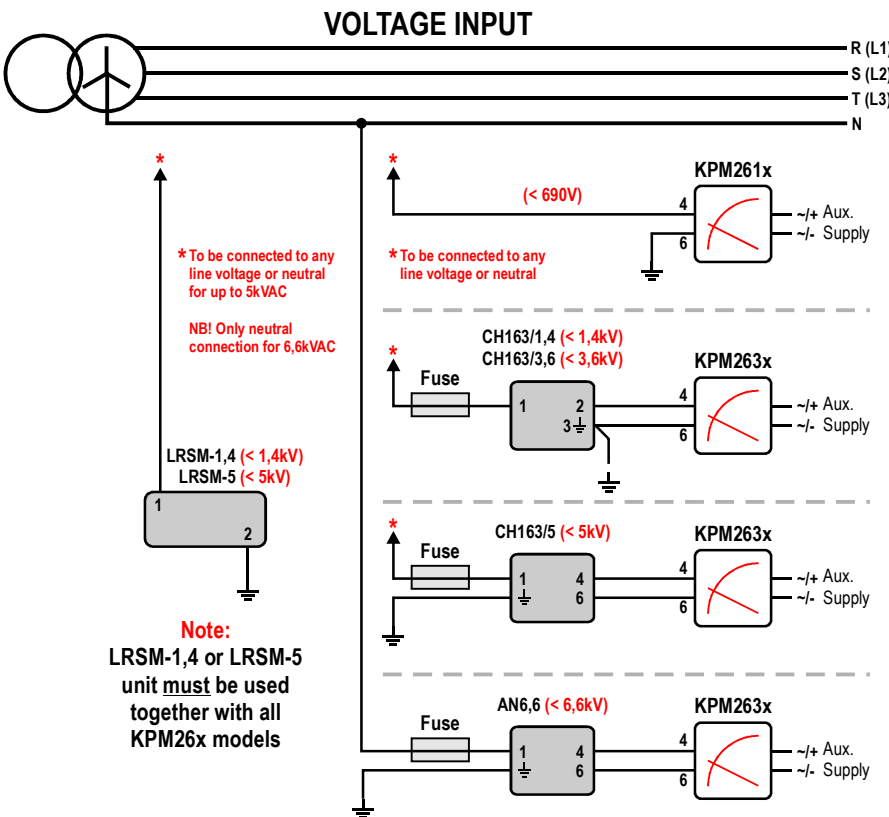 VOLTAGE INPUT
R (L1)
S (L2)
T (L3)
N
*
* To be connected to any
line voltage or neutral
for up to 5kVAC
NB! Only neutral
connection for 6,6kVAC
LRSM-1,4 (< 1,4kV)
LRSM-5 (< 5kV)
1
2
Note:
LRSM-1,4 or LRSM-5
unit must be used
together with all
KPM26x models
*
(< 690V)
KPM261x
4
6
~/+ Aux.
~/- Supply
* To be connected to any
line voltage or neutral
*
CH163/1,4 (< 1,4kV)
CH163/3,6 (< 3,6kV)
KPM263x
Fuse
1 2
3
4
6
~/+ Aux.
~/- Supply
*
CH163/5 (< 5kV)
KPM263x
Fuse
1 4
6
4
6
~/+ Aux.
~/- Supply
AN6,6 (< 6,6kV)
KPM263x
Fuse
1 4
6
4
6
~/+ Aux.
~/- Supply